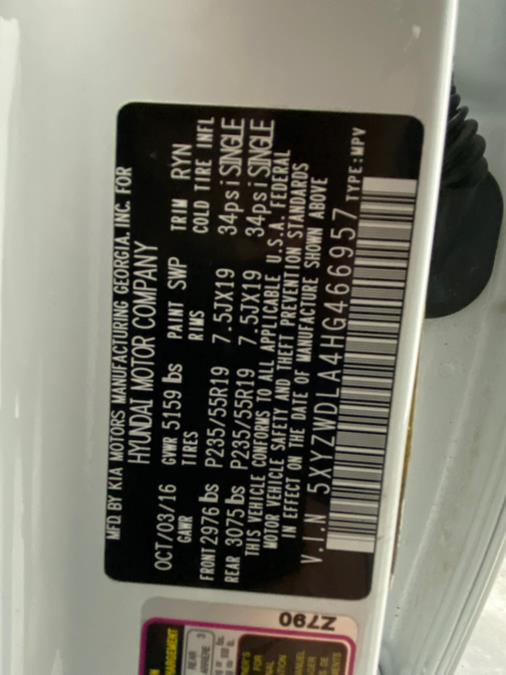 MFD. BY KIA MOTORS MANUFACTURING GEORGIA. INC. FOR
HYUNDAI MOTOR COMPANY
OCT/03/16 GVWR 5159 lbs PAINT SWP TRIM RYN
GAWR TIRES RIMS COLD TIRE INFL
FRONT 2976 lbs P235/55R19 7.5JX19 34psi SINGLE
REAR 3075 lbs P235/55R19 7.5JX19 34psi SINGLE
THIS VEHICLE CONFORMS TO ALL APPLICABLE U.S.A. FEDERAL
MOTOR VEHICLE SAFETY AND THEFT PREVENTION STANDARDS
IN EFFECT ON THE DATE OF MANUFACTURE SHOWN ABOVE
V.I.N 5XYZWDLA4HG466957 TYPE:MPV
Z790
REAR 3
ARRIERE